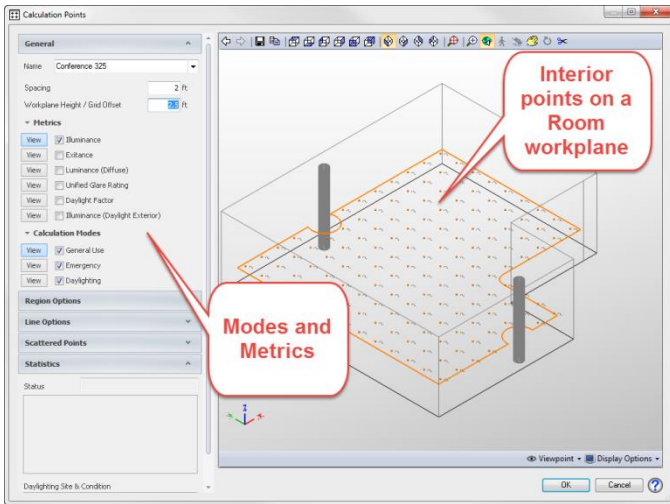 Calculation Points
General
Name
Conference 325
Spacing
2 ft
Workplane Height / Grid Offset
2.5 ft
Metrics
View Illuminance
View Exitance
View Luminance (Diffuse)
View Unified Glare Rating
View Daylight Factor
View Illuminance (Daylight Exterior)
Calculation Modes
View General Use
View Emergency
View Daylighting
Region Options
Line Options
Scattered Points
Statistics
Status
Daylighting Site & Condition
Interior
points on a
Room
workplane
Modes and
Metrics
Viewpoint
Display Options
OK
Cancel